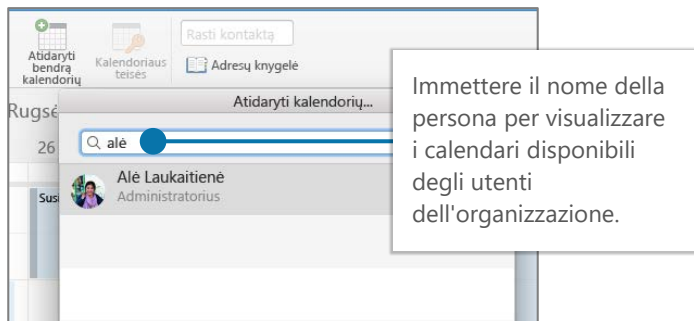 Atidaryti
bendrą
kalendorių
Kalendoriaus
teisės
Rasti kontaktą
Adresų knygelė
Rugsė
26
Atidaryti kalendorių...
alė
Alė Laukaitienė
Administratorius
Sus
Immettere il nome della
persona per visualizzare
i calendari disponibili
degli utenti
dell'organizzazione.